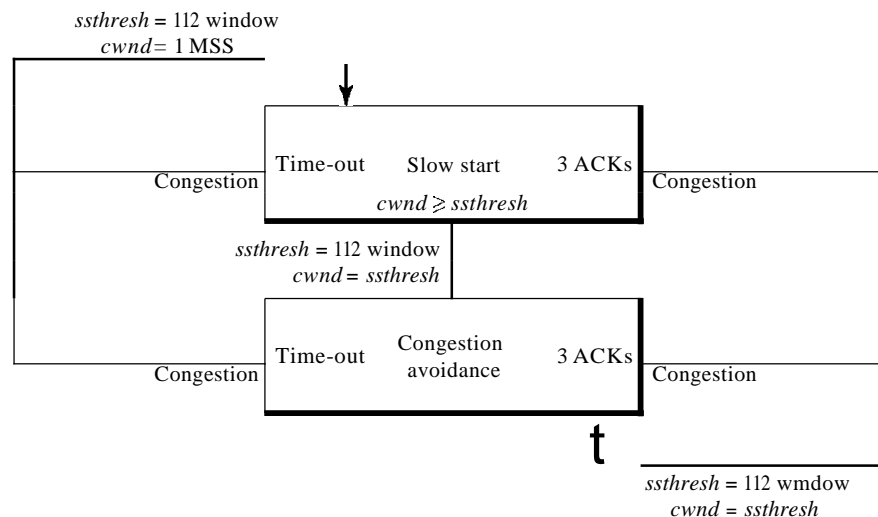 ssthresh = 112 window
cwnd = 1 MSS
Time-out
Slow start
3 ACKs
Congestion
Congestion
cwnd ⩾ ssthresh
ssthresh = 112 window
cwnd = ssthresh
Time-out
Congestion
avoidance
3 ACKs
Congestion
Congestion
t
ssthresh = 112 wmdow
cwnd = ssthresh